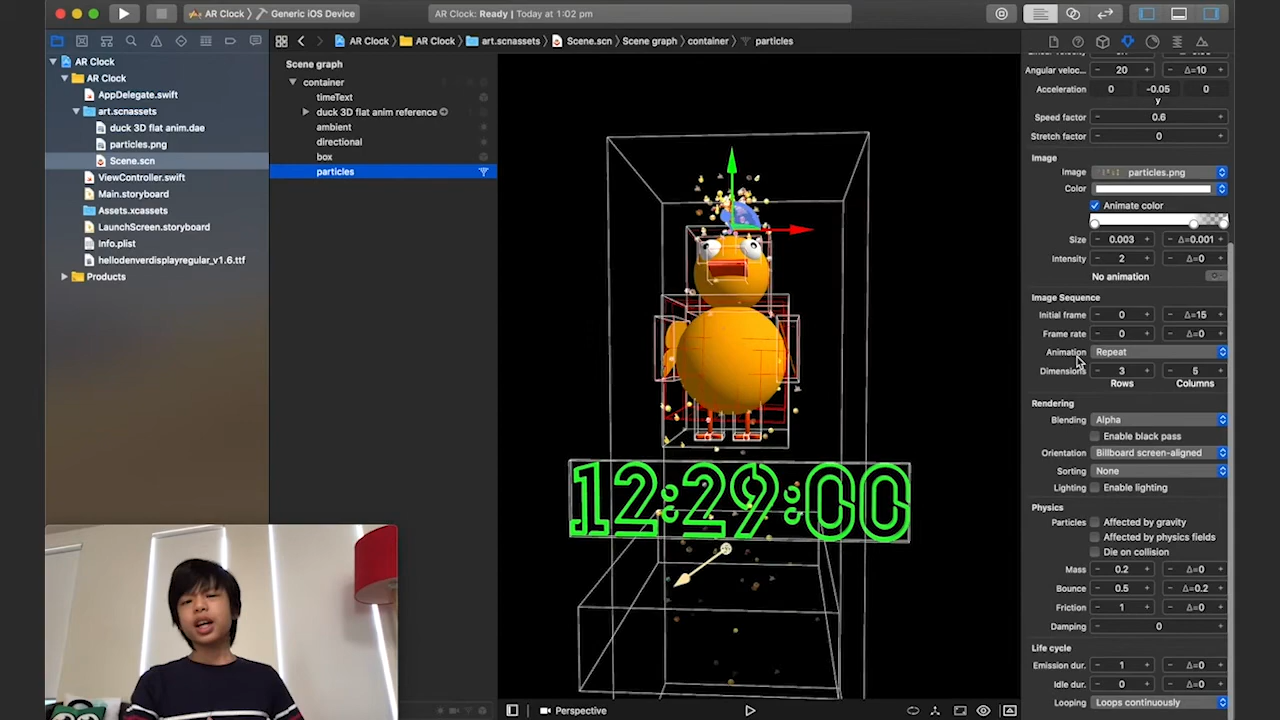 AR Clock
Generic iOS Device
AR Clock: Ready | Today at 1:02 pm
AR Clock
AR Clock
art.scnassets
Scene.scn
Scene graph
container
particles
AR Clock
AR Clock
AppDelegate.swift
art.scnassets
duck 3D flat anim.dae
particles.png
Scene.scn
ViewController.swift
Main.storyboard
Assets.xcassets
LaunchScreen.storyboard
Info.plist
hellodenverdisplayregular_v1.6.ttf
Products
Scene graph
container
timeText
duck 3D flat anim reference
ambient
directional
box
particles
12:29:00
Perspective
Angular veloc... − 20 + − Δ=10 +
Acceleration 0 -0.05 0
y
Speed factor − 0.6 +
Stretch factor − 0 +
Image
Image particles.png
Color
Animate color
Size − 0.003 + − Δ=0.001 +
Intensity − 2 + − Δ=0 +
No animation
Image Sequence
Initial frame − 0 + − Δ=15 +
Frame rate − 0 + − Δ=0 +
Animation Repeat
Dimensions − 3 + − 5 +
Rows Columns
Rendering
Blending Alpha
Enable black pass
Orientation Billboard screen-aligned
Sorting None
Lighting Enable lighting
Physics
Particles Affected by gravity
Affected by physics fields
Die on collision
Mass − 0.2 + − Δ=0 +
Bounce − 0.5 + − Δ=0.2 +
Friction − 1 + − Δ=0 +
Damping − 0 +
Life cycle
Emission dur. − 1 + − Δ=0 +
Idle dur. − 0 + − Δ=0 +
Looping Loops continuously